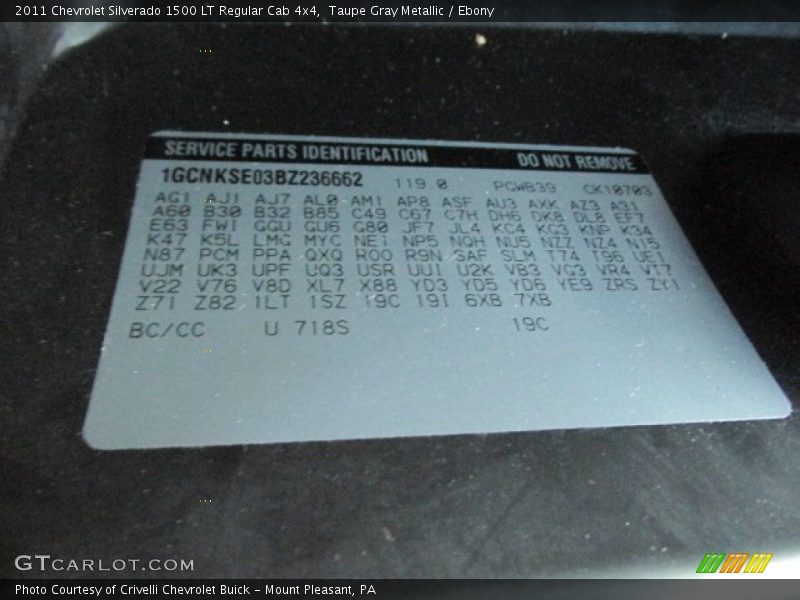 2011 Chevrolet Silverado 1500 LT Regular Cab 4x4, Taupe Gray Metallic / Ebony
SERVICE PARTS IDENTIFICATION DO NOT REMOVE
1GCNKSE03BZ236662 119 0 PGWB39 CK10703
AG1 AJ1 AJ7 AL0 AM1 AP8 ASF AU3 AXK AZ3 A31
A60 B30 B32 B85 C49 C67 C7H DH6 DK8 DL8 EF7
E63 FWI GGU GU6 G80 JF7 JL4 KC4 KG3 KNP K34
K47 K5L LMG MYC NEI NP5 NQH NU5 NZZ NZ4 N15
N87 PCM PPA QXQ ROO R9N SAF SLM T74 T96 UE1
UJM UK3 UPF UQ3 USR UU1 U2K VB3 VG3 VR4 VT7
V22 V76 V8D XL7 X88 YD3 YD5 YD6 YE9 ZRS ZY1
Z71 Z82 1LT 1SZ 19C 19I 6XB 7XB
BC/CC U 718S 19C
GTCARLOT.COM
Photo Courtesy of Crivelli Chevrolet Buick – Mount Pleasant, PA